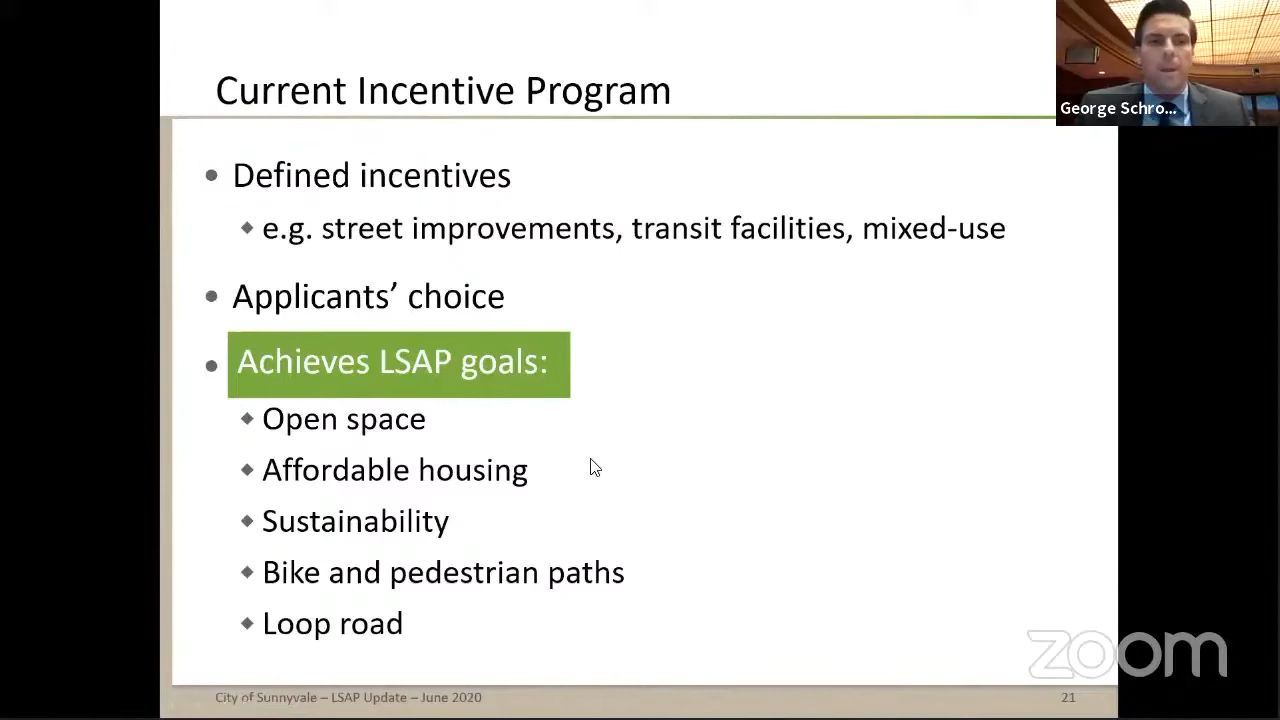 Current Incentive Program
George Schro...
• Defined incentives
◆ e.g. street improvements, transit facilities, mixed-use
• Applicants’ choice
• Achieves LSAP goals:
◆ Open space
◆ Affordable housing
◆ Sustainability
◆ Bike and pedestrian paths
◆ Loop road
zoom
City of Sunnyvale – LSAP Update – June 2020
21